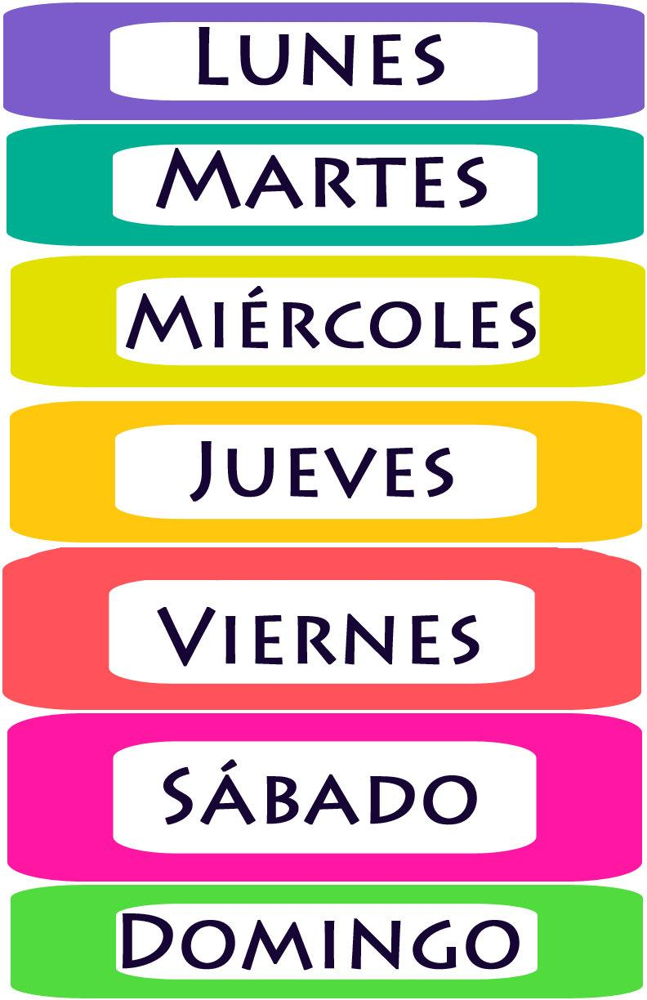 Lunes
Martes
Miércoles
Jueves
Viernes
Sábado
Domingo